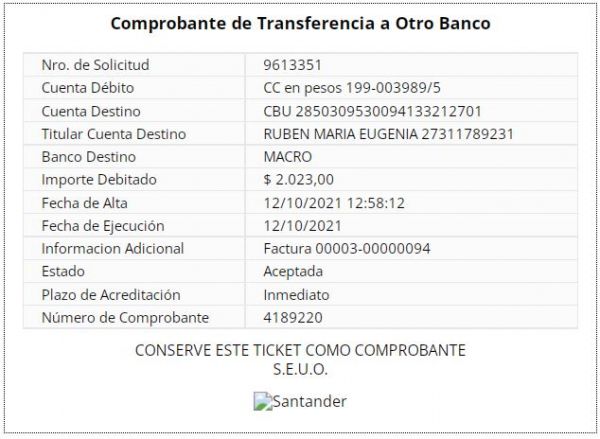 Comprobante de Transferencia a Otro Banco
Nro. de Solicitud 9613351
Cuenta Débito CC en pesos 199-003989/5
Cuenta Destino CBU 2850309530094133212701
Titular Cuenta Destino RUBEN MARIA EUGENIA 27311789231
Banco Destino MACRO
Importe Debitado $ 2.023,00
Fecha de Alta 12/10/2021 12:58:12
Fecha de Ejecución 12/10/2021
Informacion Adicional Factura 00003-00000094
Estado Aceptada
Plazo de Acreditación Inmediato
Número de Comprobante 4189220
CONSERVE ESTE TICKET COMO COMPROBANTE
S.E.U.O.
Santander